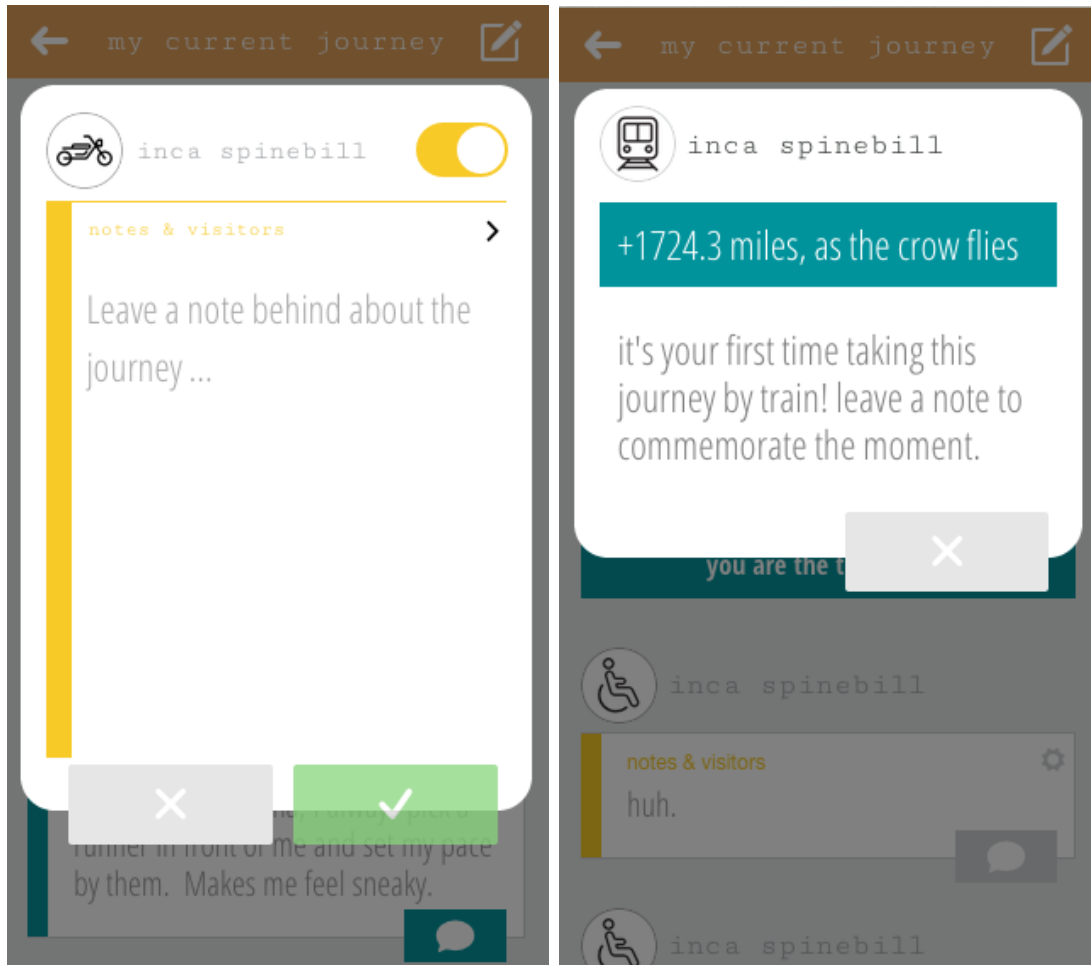 my current journey
inca spinebill
notes & visitors
Leave a note behind about the
journey ...
runner in front of me and set my pace
by them. Makes me feel sneaky.
my current journey
inca spinebill
+1724.3 miles, as the crow flies
it's your first time taking this
journey by train! leave a note to
commemorate the moment.
you are the
inca spinebill
notes & visitors
huh.
inca spinebill